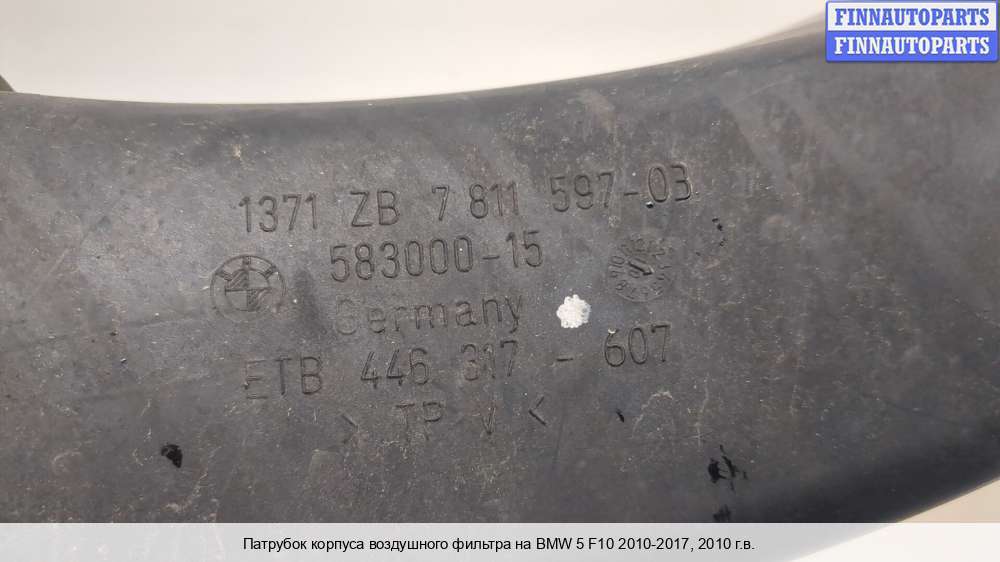 FINNAUTOPARTS
FINNAUTOPARTS
1371 ZB 7 811 597-03
583000-15
Germany
ETB 446 317 - 607
> TP V <
Патрубок корпуса воздушного фильтра на BMW 5 F10 2010-2017, 2010 г.в.